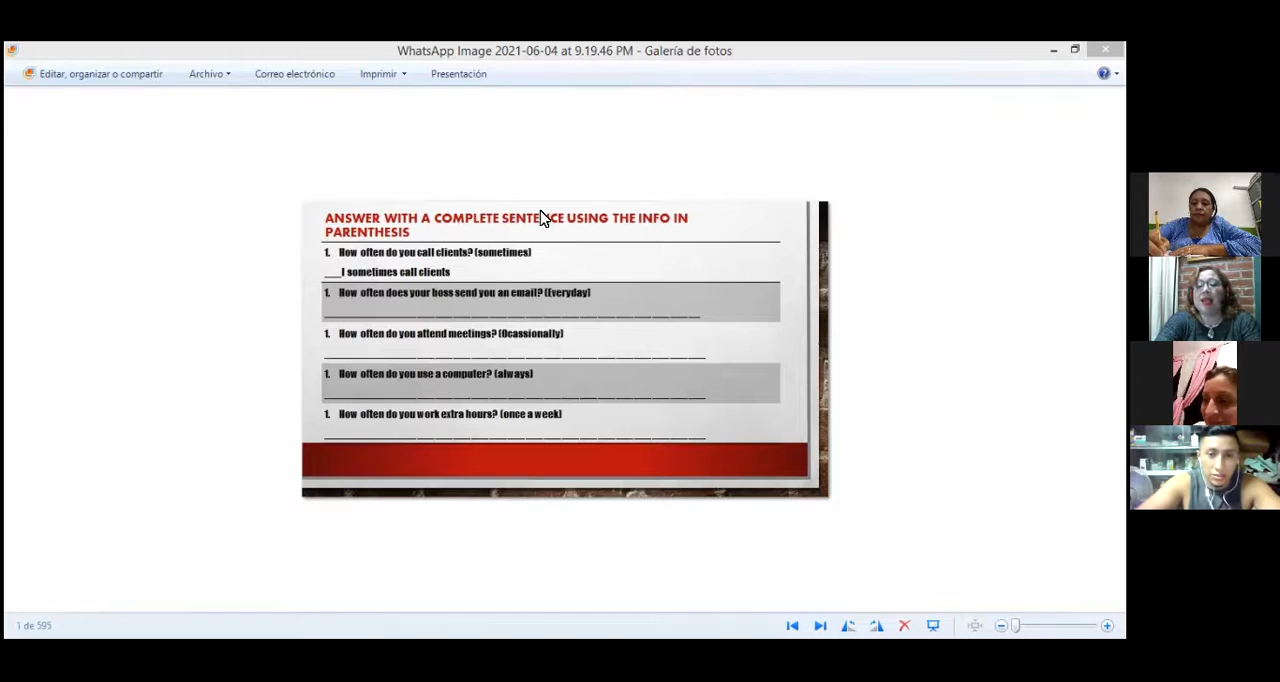 WhatsApp Image 2021-06-04 at 9.19.46 PM - Galería de fotos
Editar, organizar o compartir Archivo Correo electrónico Imprimir Presentación
ANSWER WITH A COMPLETE SENTENCE USING THE INFO IN
PARENTHESIS
1. How often do you call clients? (sometimes)
___I sometimes call clients
1. How often does your boss send you an email? (Everyday)
1. How often do you attend meetings? (Ocassionally)
1. How often do you use a computer? (always)
1. How often do you work extra hours? (once a week)
1 de 595